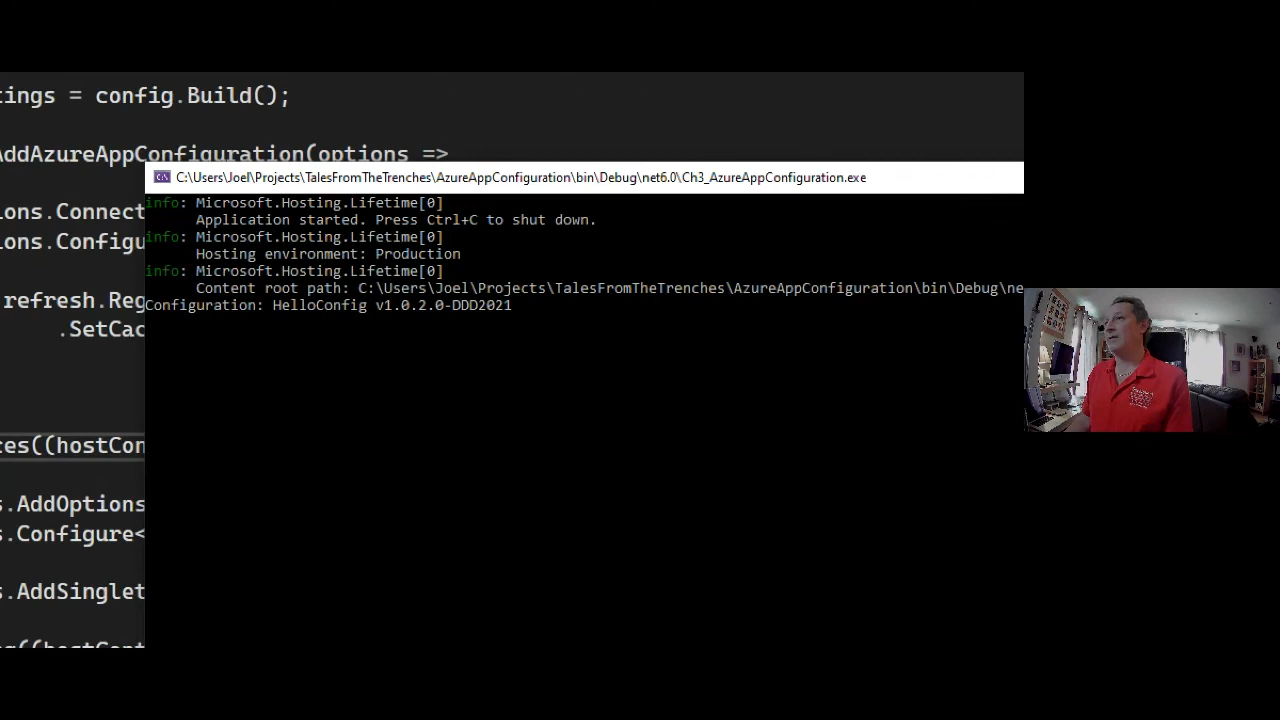 tings = config.Build();
AddAzureAppConfiguration(options =>
C:\Users\Joel\Projects\TalesFromTheTrenches\AzureAppConfiguration\bin\Debug\net6.0\Ch3_AzureAppConfiguration.exe
ions.Connect
info: Microsoft.Hosting.Lifetime[0]
Application started. Press Ctrl+C to shut down.
ions.Configu
info: Microsoft.Hosting.Lifetime[0]
Hosting environment: Production
info: Microsoft.Hosting.Lifetime[0]
Content root path: C:\Users\Joel\Projects\TalesFromTheTrenches\AzureAppConfiguration\bin\Debug\ne
refresh.Reg
Configuration: HelloConfig v1.0.2.0-DDD2021
.SetCac
ces((hostCon
s.AddOptions
s.Configure<
s.AddSinglet